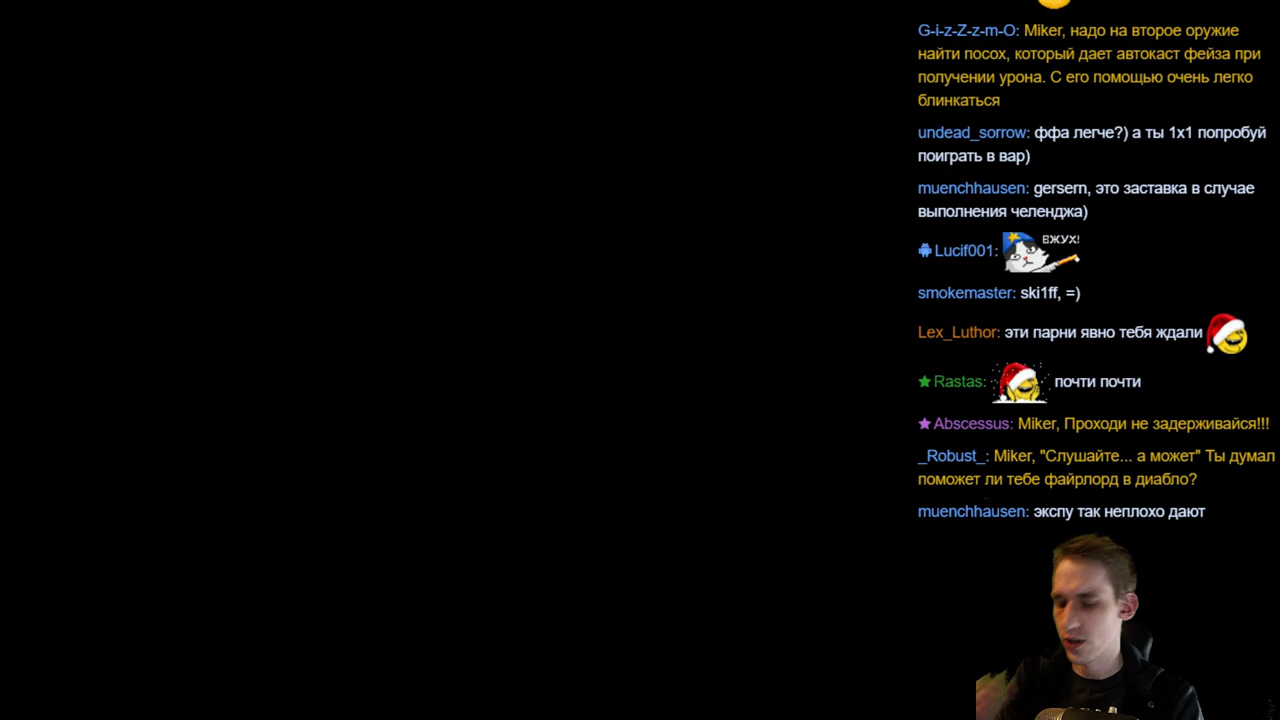 G-i-z-Z-z-m-O: Miker, надо на второе оружие
найти посох, который дает автокаст фейза при
получении урона. С его помощью очень легко
блинкаться
undead_sorrow: ффа легче?) а ты 1х1 попробуй
поиграть в вар)
muenchhausen: gersern, это заставка в случае
выполнения челенджа)
Lucif001: ВЖУХ!
smokemaster: ski1ff, =)
Lex_Luthor: эти парни явно тебя ждали
Rastas: почти почти
Abscessus: Miker, Проходи не задерживайся!!!
_Robust_: Miker, "Слушайте... а может" Ты думал
поможет ли тебе файрлорд в диабло?
muenchhausen: экспу так неплохо дают